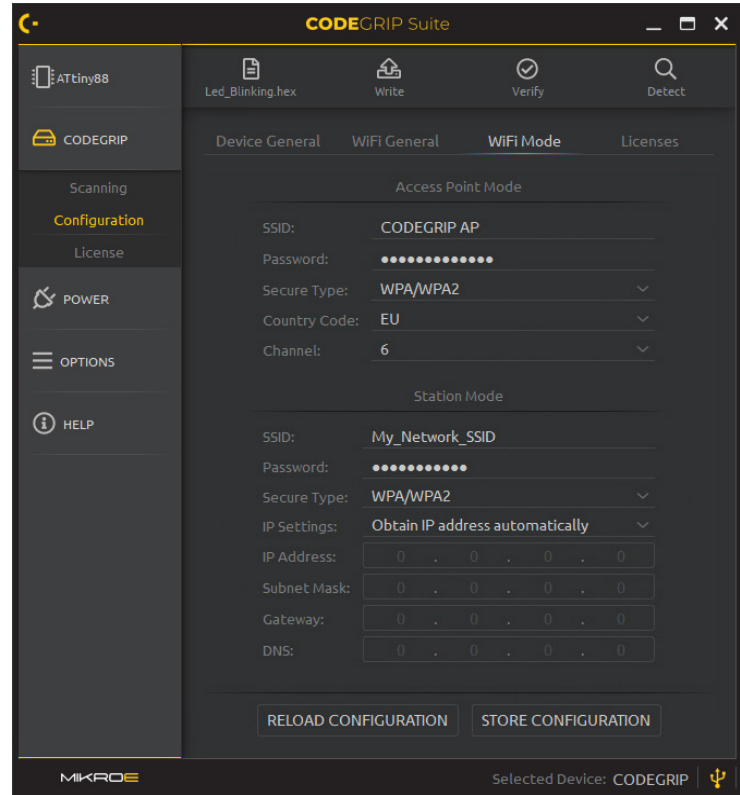 CODEGRIP Suite
ATtiny88
Led_Blinking.hex Write Verify Detect
CODEGRIP
Device General WiFi General WiFi Mode Licenses
Scanning
Configuration
License
POWER
OPTIONS
HELP
Access Point Mode
SSID: CODEGRIP AP
Password: •••••••••••••
Secure Type: WPA/WPA2
Country Code: EU
Channel: 6
Station Mode
SSID: My_Network_SSID
Password: •••••••••••
Secure Type: WPA/WPA2
IP Settings: Obtain IP address automatically
IP Address: 0 . 0 . 0 . 0
Subnet Mask: 0 . 0 . 0 . 0
Gateway: 0 . 0 . 0 . 0
DNS: 0 . 0 . 0 . 0
RELOAD CONFIGURATION STORE CONFIGURATION
MIKROE
Selected Device: CODEGRIP